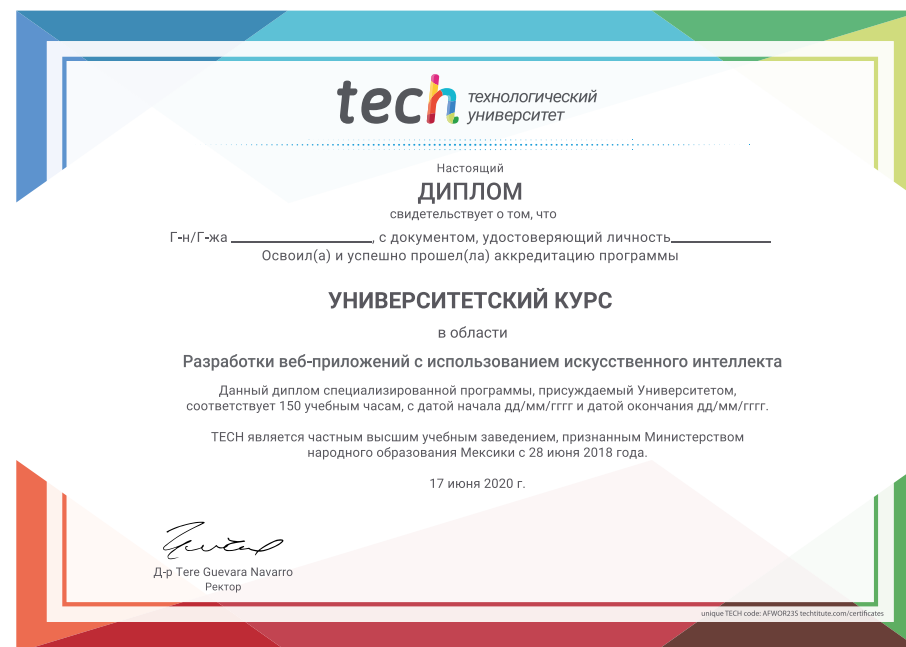 tech технологический
университет
Настоящий
ДИПЛОМ
свидетельствует о том, что
Г-н/Г-жа ____________________, с документом, удостоверяющий личность______________
Освоил(а) и успешно прошел(ла) аккредитацию программы
УНИВЕРСИТЕТСКИЙ КУРС
в области
Разработки веб-приложений с использованием искусственного интеллекта
Данный диплом специализированной программы, присуждаемый Университетом,
соответствует 150 учебным часам, с датой начала дд/мм/гггг и датой окончания дд/мм/гггг.
TECH является частным высшим учебным заведением, признанным Министерством
народного образования Мексики с 28 июня 2018 года.
17 июня 2020 г.
Д-р Tere Guevara Navarro
Ректор
unique TECH code: AFWOR23S techtitute.com/certificates